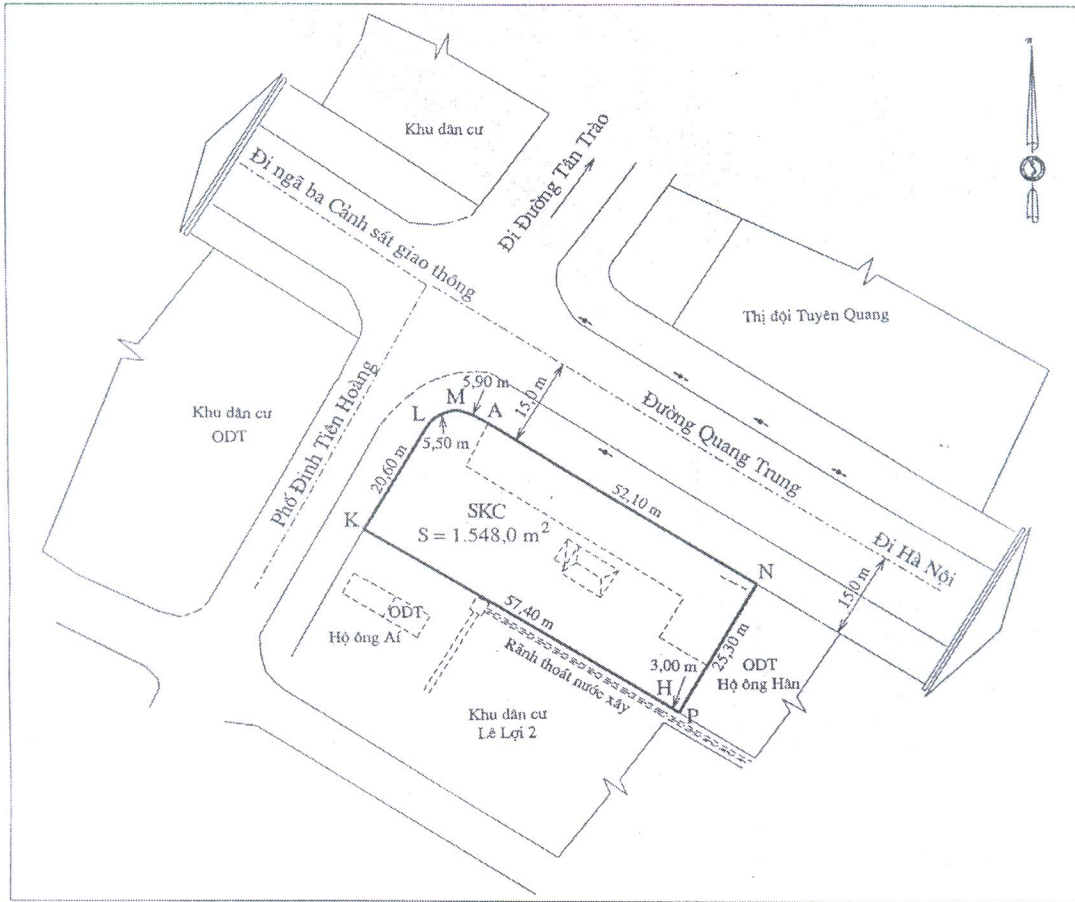 Khu dân cư
Đi ngã ba Cảnh sát giao thông
Đi Đường Tân Trào
Thị đội Tuyên Quang
Khu dân cư
ODT
Phố Đinh Tiên Hoàng
5,90 m
M
L
A
5,50 m
15,0 m
Đường Quang Trung
20,60 m
52,10 m
K
SKC
S = 1.548,0 m²
Đi Hà Nội
N
15,0 m
57,40 m
25,30 m
ODT
Hộ ông Aí
Rãnh thoát nước xây
3,00 m
H
P
ODT
Hộ ông Hân
Khu dân cư
Lê Lợi 2